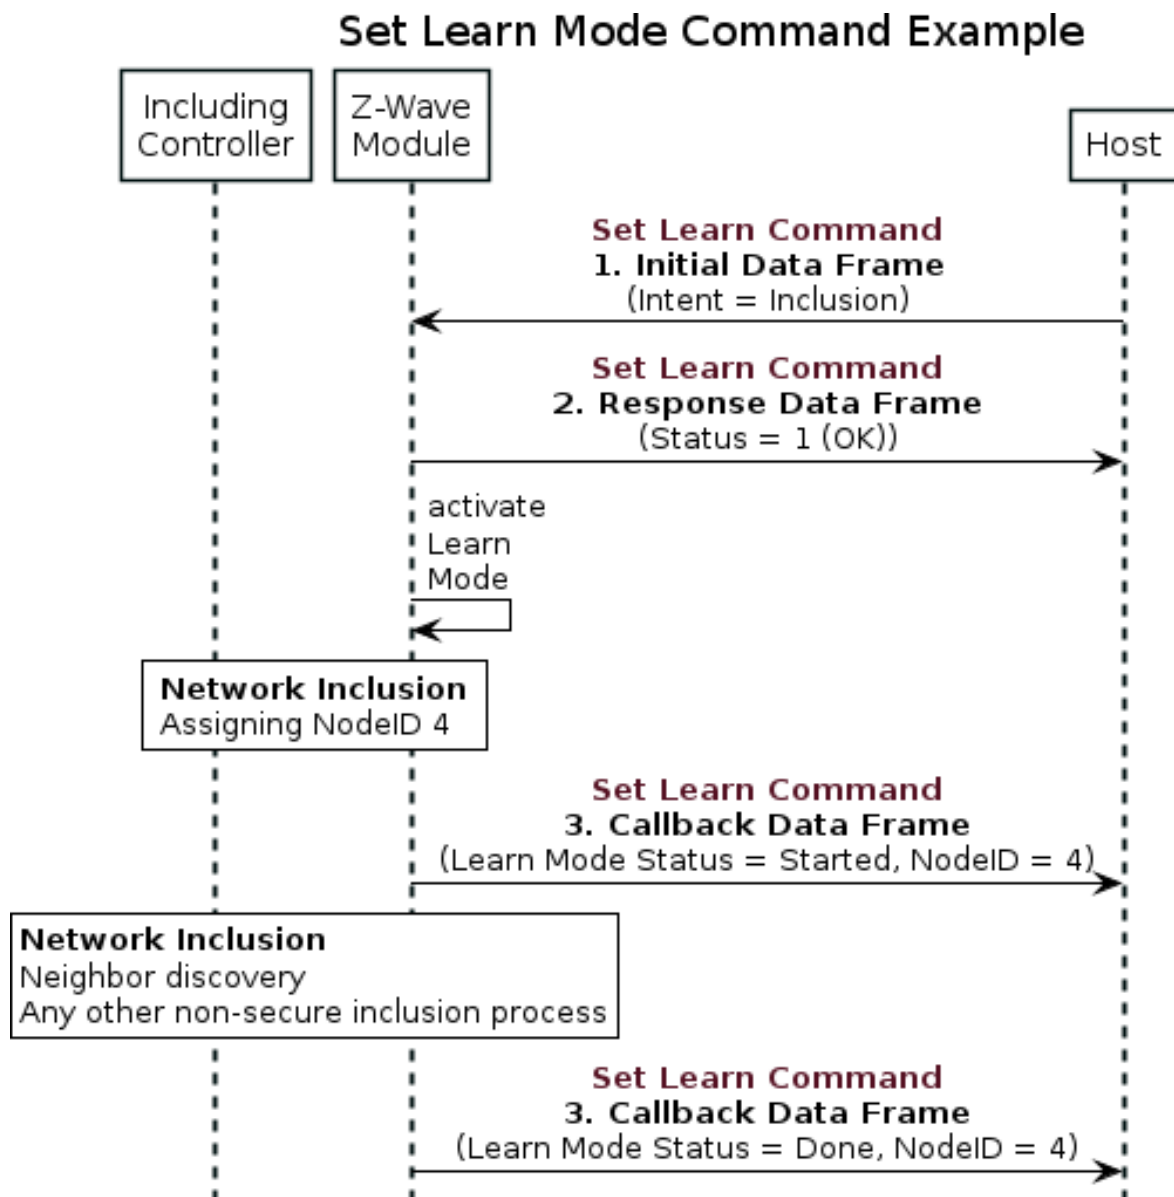 Set Learn Mode Command Example
Including
Controller
Z-Wave
Module
Host
Set Learn Command
1. Initial Data Frame
(Intent = Inclusion)
Set Learn Command
2. Response Data Frame
(Status = 1 (OK))
activate
Learn
Mode
Network Inclusion
Assigning NodeID 4
Set Learn Command
3. Callback Data Frame
(Learn Mode Status = Started, NodeID = 4)
Network Inclusion
Neighbor discovery
Any other non-secure inclusion process
Set Learn Command
3. Callback Data Frame
(Learn Mode Status = Done, NodeID = 4)